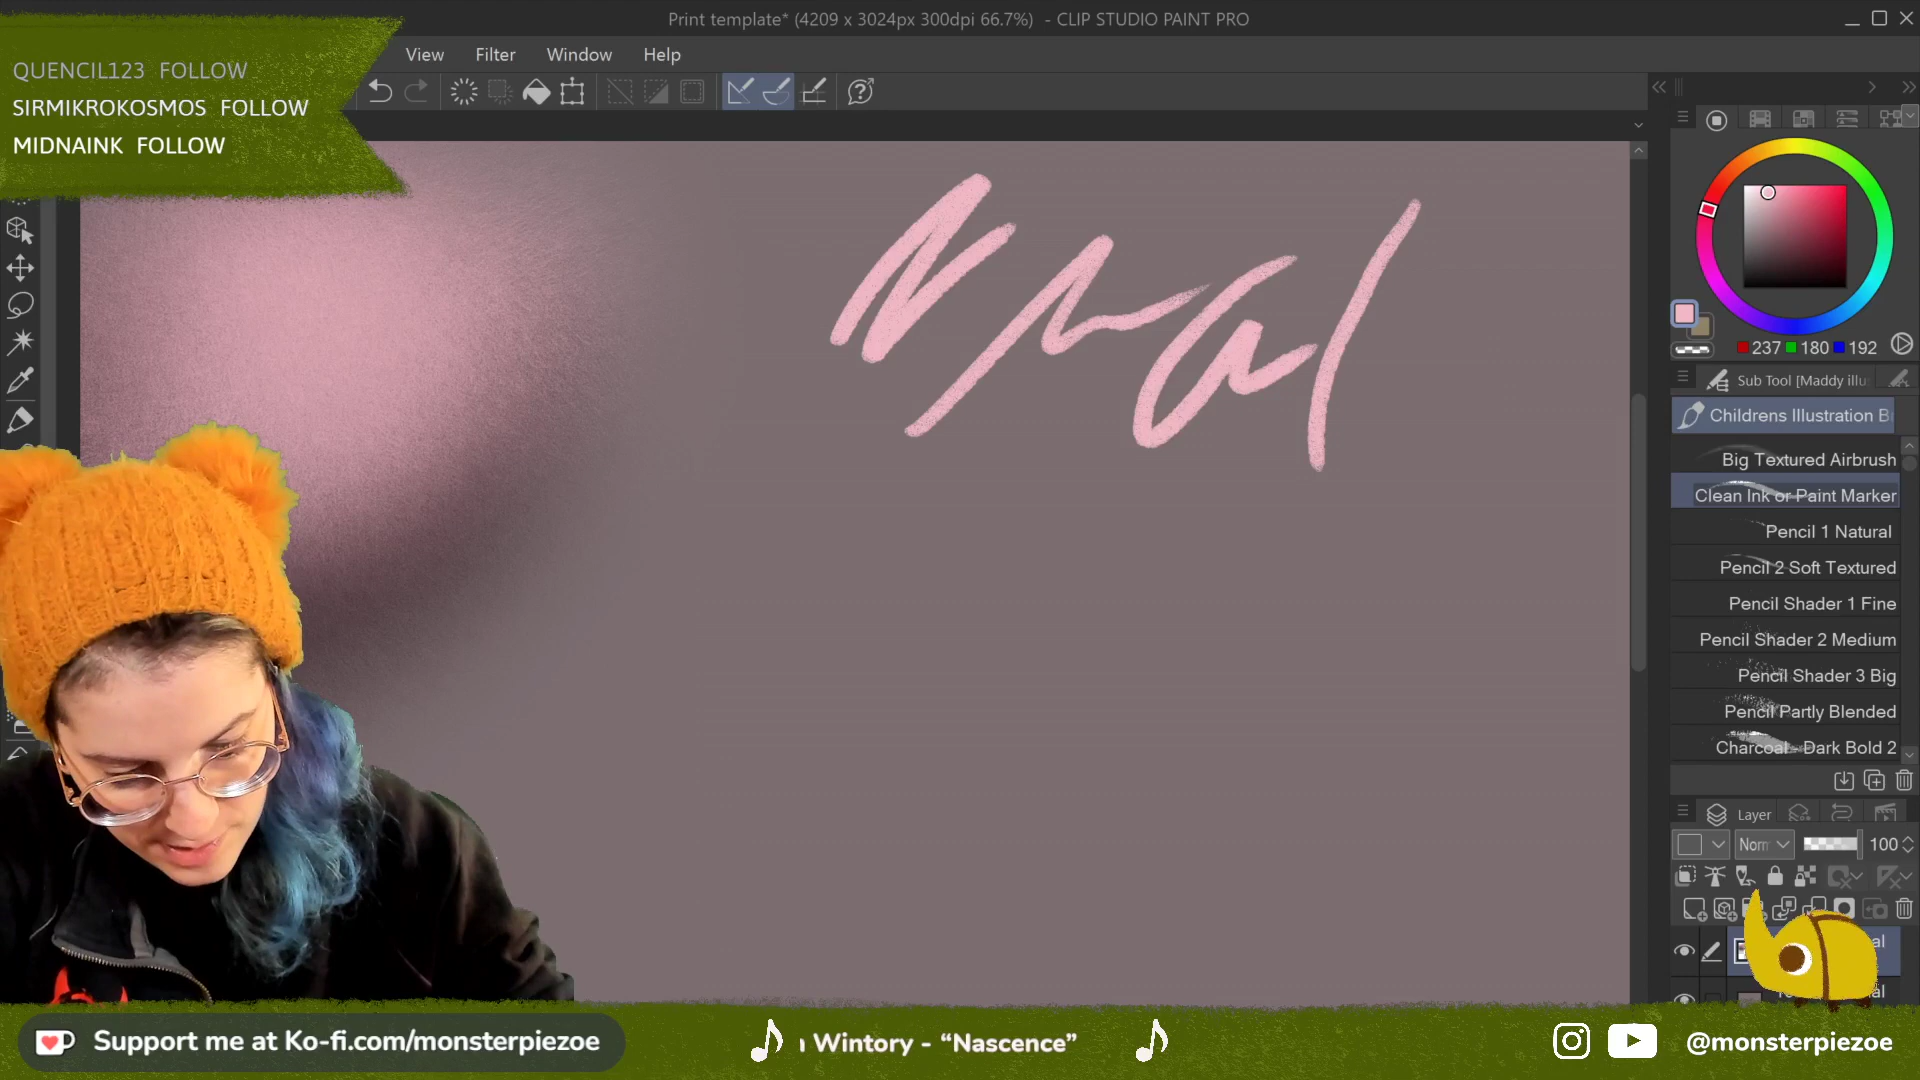 Print template* (4209 x 3024px 300dpi 66.7%) - CLIP STUDIO PAINT PRO
QUENCIL123 FOLLOW
SIRMIKROKOSMOS FOLLOW
MIDNAINK FOLLOW
View Filter Window Help
237 180 192
Sub Tool [Maddy illu
Childrens Illustration B
Big Textured Airbrush
Clean Ink or Paint Marker
Pencil 1 Natural
Pencil 2 Soft Textured
Pencil Shader 1 Fine
Pencil Shader 2 Medium
Pencil Shader 3 Big
Pencil Partly Blended
Charcoal - Dark Bold 2
Layer
Norr 100
al
al
Support me at Ko-fi.com/monsterpiezoe
Wintory - “Nascence”
@monsterpiezoe